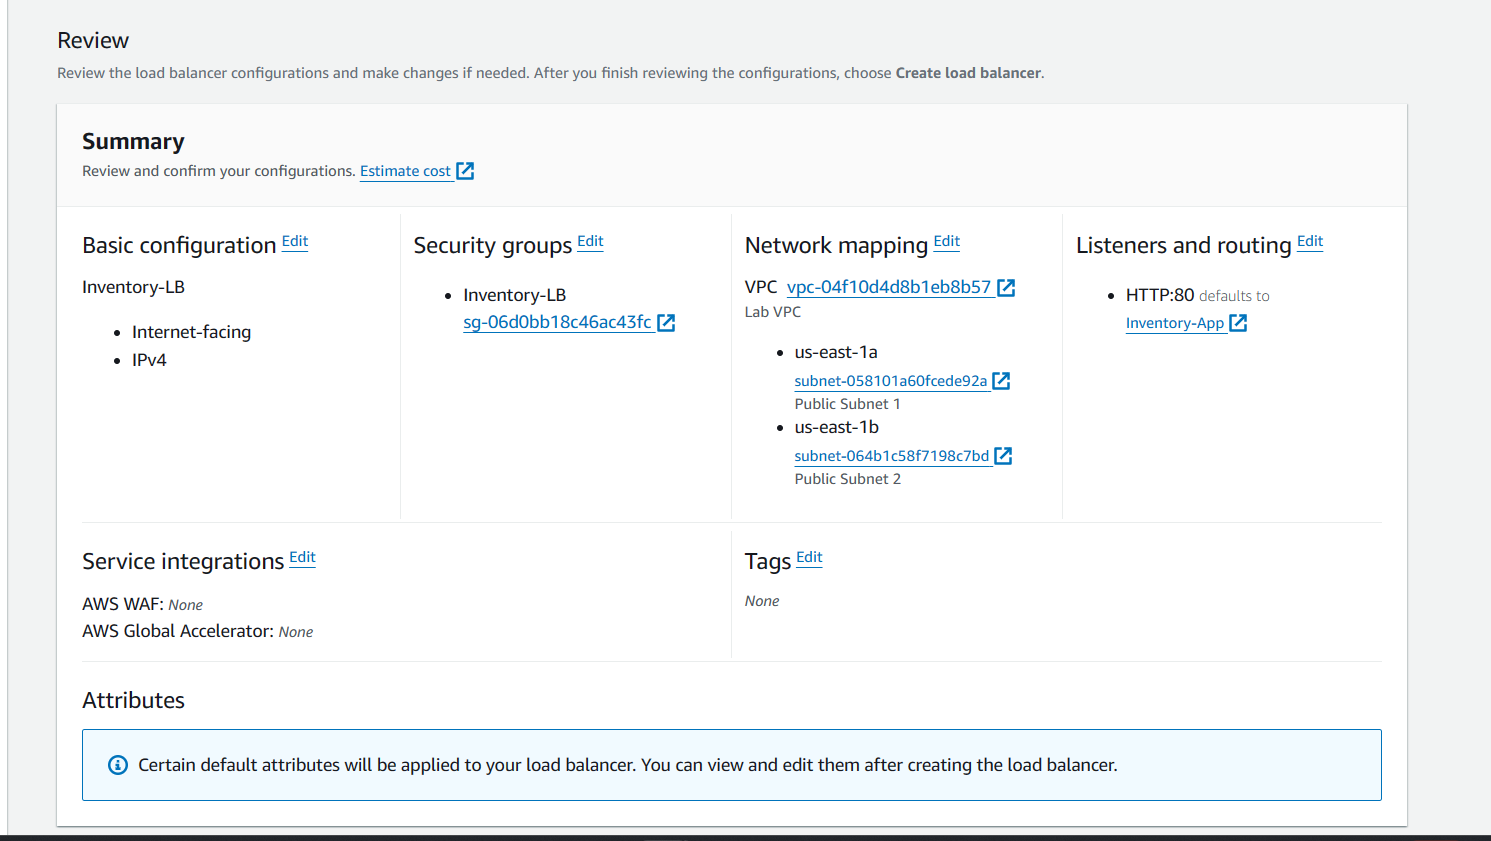 Review
Review the load balancer configurations and make changes if needed. After you finish reviewing the configurations, choose Create load balancer.
Summary
Review and confirm your configurations. Estimate cost
Basic configuration Edit
Inventory-LB
• Internet-facing
• IPv4
Security groups Edit
• Inventory-LB
sg-06d0bb18c46ac43fc
Network mapping Edit
VPC vpc-04f10d4d8b1eb8b57
Lab VPC
• us-east-1a
subnet-058101a60fcede92a
Public Subnet 1
• us-east-1b
subnet-064b1c58f7198c7bd
Public Subnet 2
Listeners and routing Edit
• HTTP:80 defaults to
Inventory-App
Service integrations Edit
AWS WAF: None
AWS Global Accelerator: None
Tags Edit
None
Attributes
Certain default attributes will be applied to your load balancer. You can view and edit them after creating the load balancer.